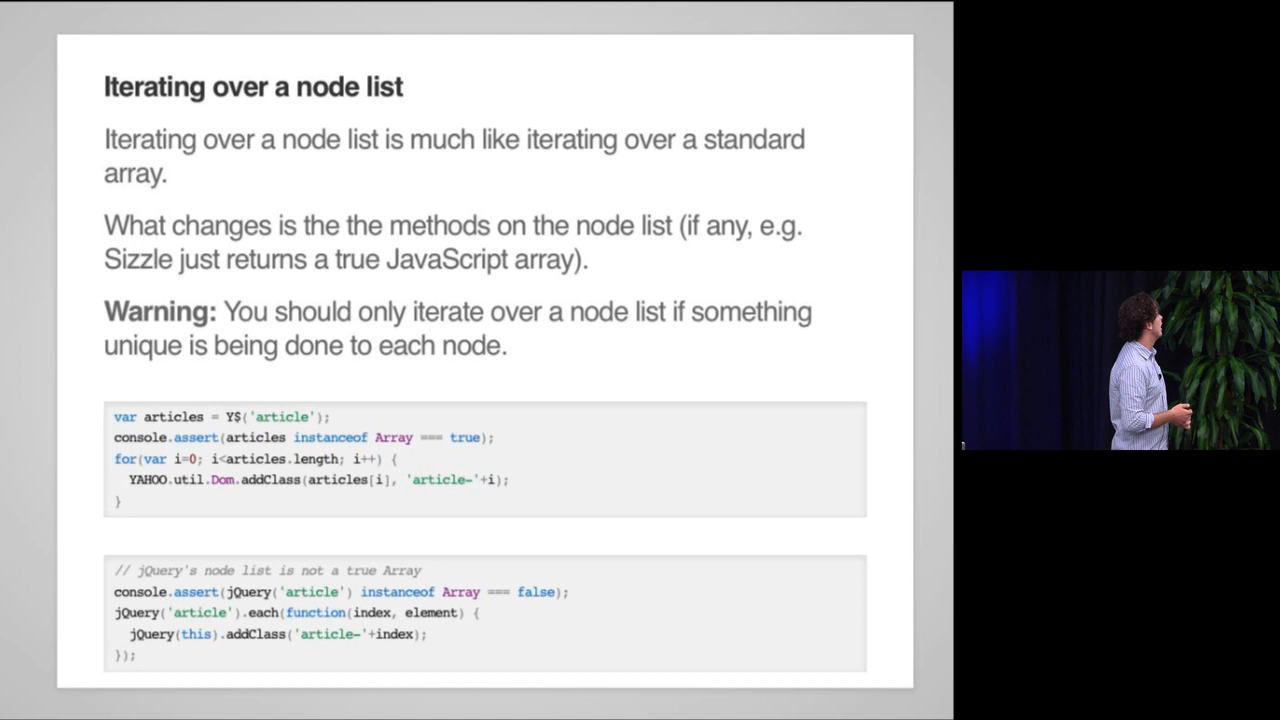 Iterating over a node list
Iterating over a node list is much like iterating over a standard
array.
What changes is the the methods on the node list (if any, e.g.
Sizzle just returns a true JavaScript array).
Warning: You should only iterate over a node list if something
unique is being done to each node.
var articles = Y$('article');
console.assert(articles instanceof Array === true);
for(var i=0; i<articles.length; i++) {
  YAHOO.util.Dom.addClass(articles[i], 'article-'+i);
}
// jQuery's node list is not a true Array
console.assert(jQuery('article') instanceof Array === false);
jQuery('article').each(function(index, element) {
  jQuery(this).addClass('article-'+index);
});